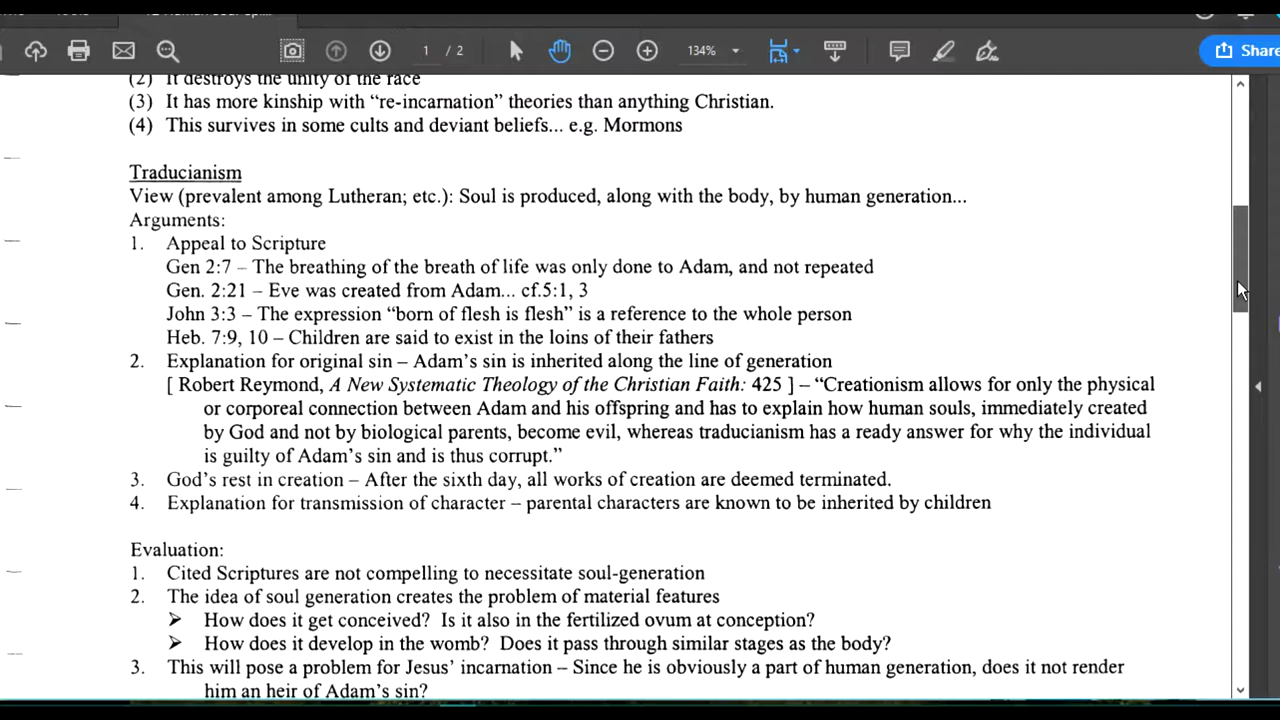 1 / 2
134%
Share
(2) It destroys the unity of the race
(3) It has more kinship with “re-incarnation” theories than anything Christian.
(4) This survives in some cults and deviant beliefs... e.g. Mormons
Traducianism
View (prevalent among Lutheran; etc.): Soul is produced, along with the body, by human generation...
Arguments:
1. Appeal to Scripture
Gen 2:7 – The breathing of the breath of life was only done to Adam, and not repeated
Gen. 2:21 – Eve was created from Adam... cf.5:1, 3
John 3:3 – The expression “born of flesh is flesh” is a reference to the whole person
Heb. 7:9, 10 – Children are said to exist in the loins of their fathers
2. Explanation for original sin – Adam’s sin is inherited along the line of generation
[ Robert Reymond, A New Systematic Theology of the Christian Faith: 425 ] – “Creationism allows for only the physical
or corporeal connection between Adam and his offspring and has to explain how human souls, immediately created
by God and not by biological parents, become evil, whereas traducianism has a ready answer for why the individual
is guilty of Adam’s sin and is thus corrupt.”
3. God’s rest in creation – After the sixth day, all works of creation are deemed terminated.
4. Explanation for transmission of character – parental characters are known to be inherited by children
Evaluation:
1. Cited Scriptures are not compelling to necessitate soul-generation
2. The idea of soul generation creates the problem of material features
➢ How does it get conceived? Is it also in the fertilized ovum at conception?
➢ How does it develop in the womb? Does it pass through similar stages as the body?
3. This will pose a problem for Jesus’ incarnation – Since he is obviously a part of human generation, does it not render
him an heir of Adam’s sin?